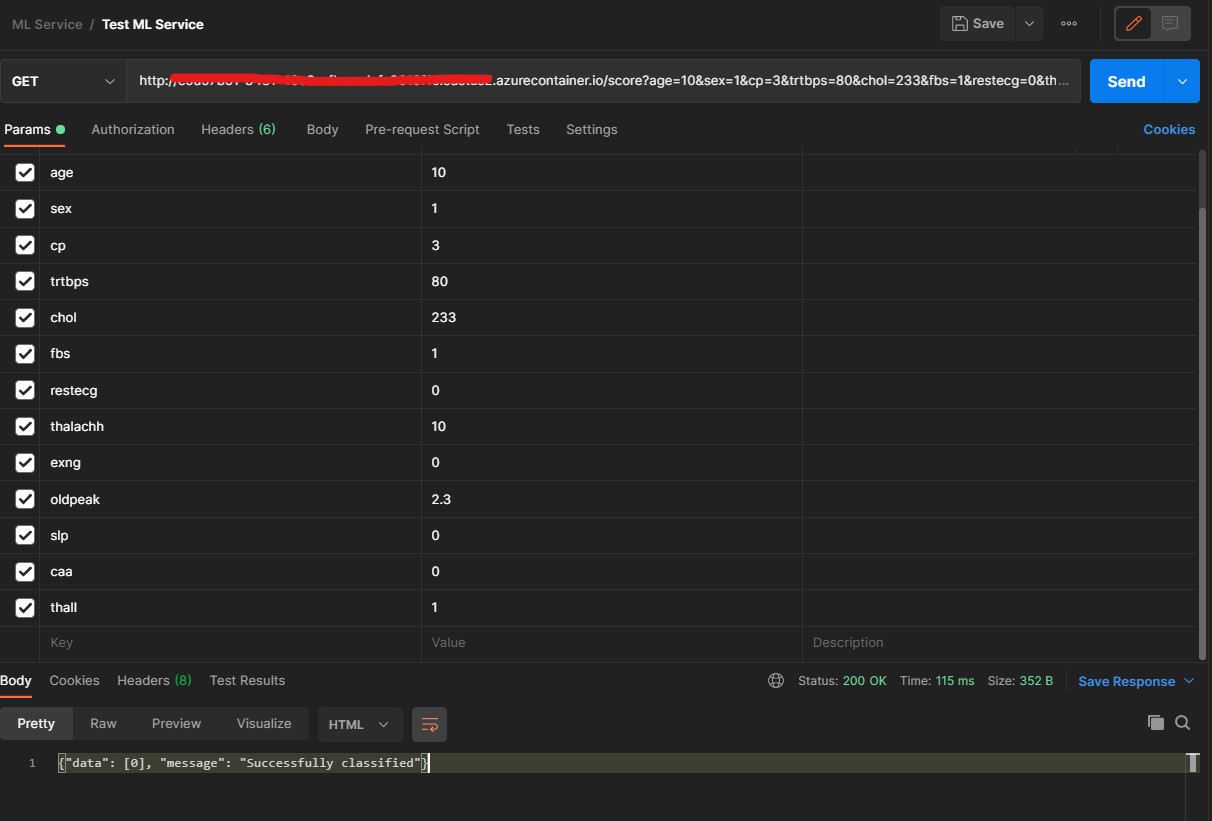 ML Service / Test ML Service
Save
GET
http:/ .azurecontainer.io/score?age=10&sex=1&cp=3&trtbps=80&chol=233&fbs=1&restecg=0&th...
Send
Params Authorization Headers (6) Body Pre-request Script Tests Settings
Cookies
age 10
sex 1
cp 3
trtbps 80
chol 233
fbs 1
restecg 0
thalachh 10
exng 0
oldpeak 2.3
slp 0
caa 0
thall 1
Key Value Description
Body Cookies Headers (8) Test Results
Status: 200 OK Time: 115 ms Size: 352 B Save Response
Pretty Raw Preview Visualize HTML
1 {"data": [0], "message": "Successfully classified"}